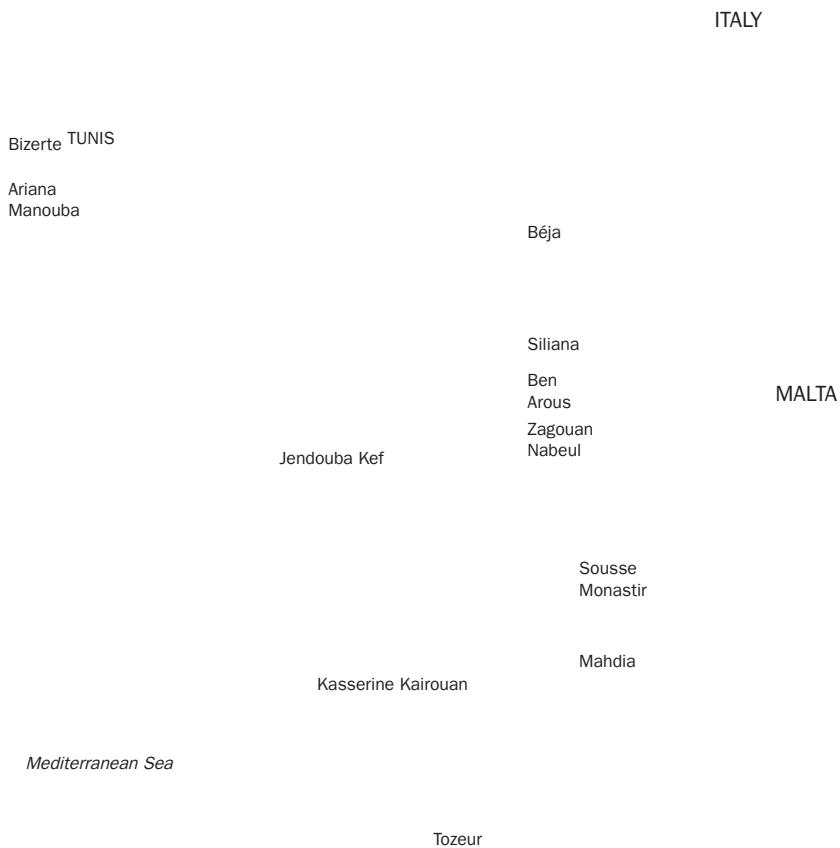 ITALY
Bizerte TUNIS
Ariana
Manouba
Béja
Siliana
Ben
Arous
MALTA
Zagouan
Nabeul
Jendouba Kef
Sousse
Monastir
Mahdia
Kasserine Kairouan
Mediterranean Sea
Tozeur